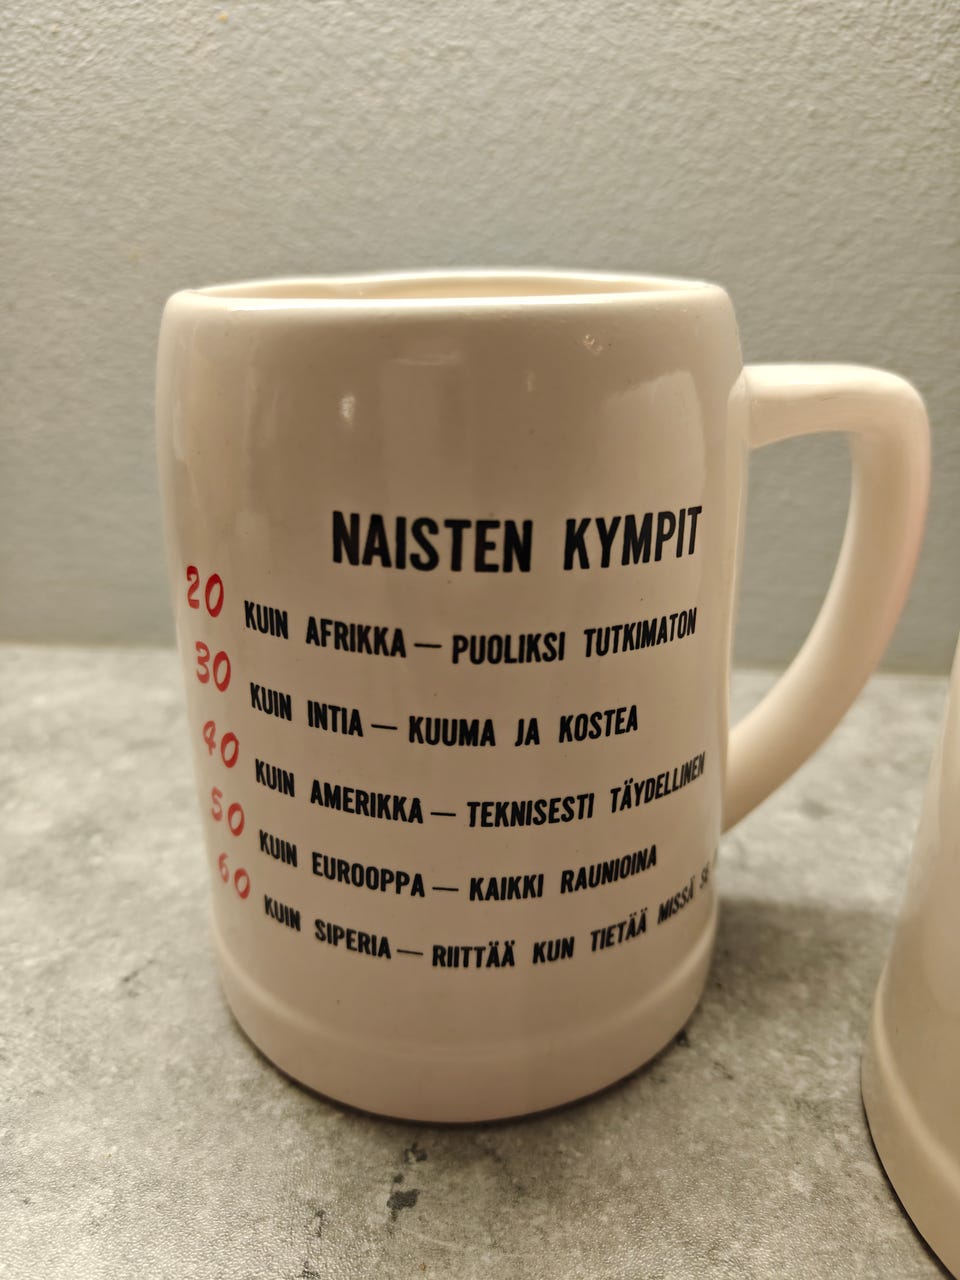 NAISTEN KYMPIT
20 KUIN AFRIKKA — PUOLIKSI TUTKIMATON
30 KUIN INTIA — KUUMA JA KOSTEA
40 KUIN AMERIKKA — TEKNISESTI TÄYDELLINEN
50 KUIN EUROOPPA — KAIKKI RAUNIOINA
60 KUIN SIPERIA — RIITTÄÄ KUN TIETÄÄ MISSÄ SE